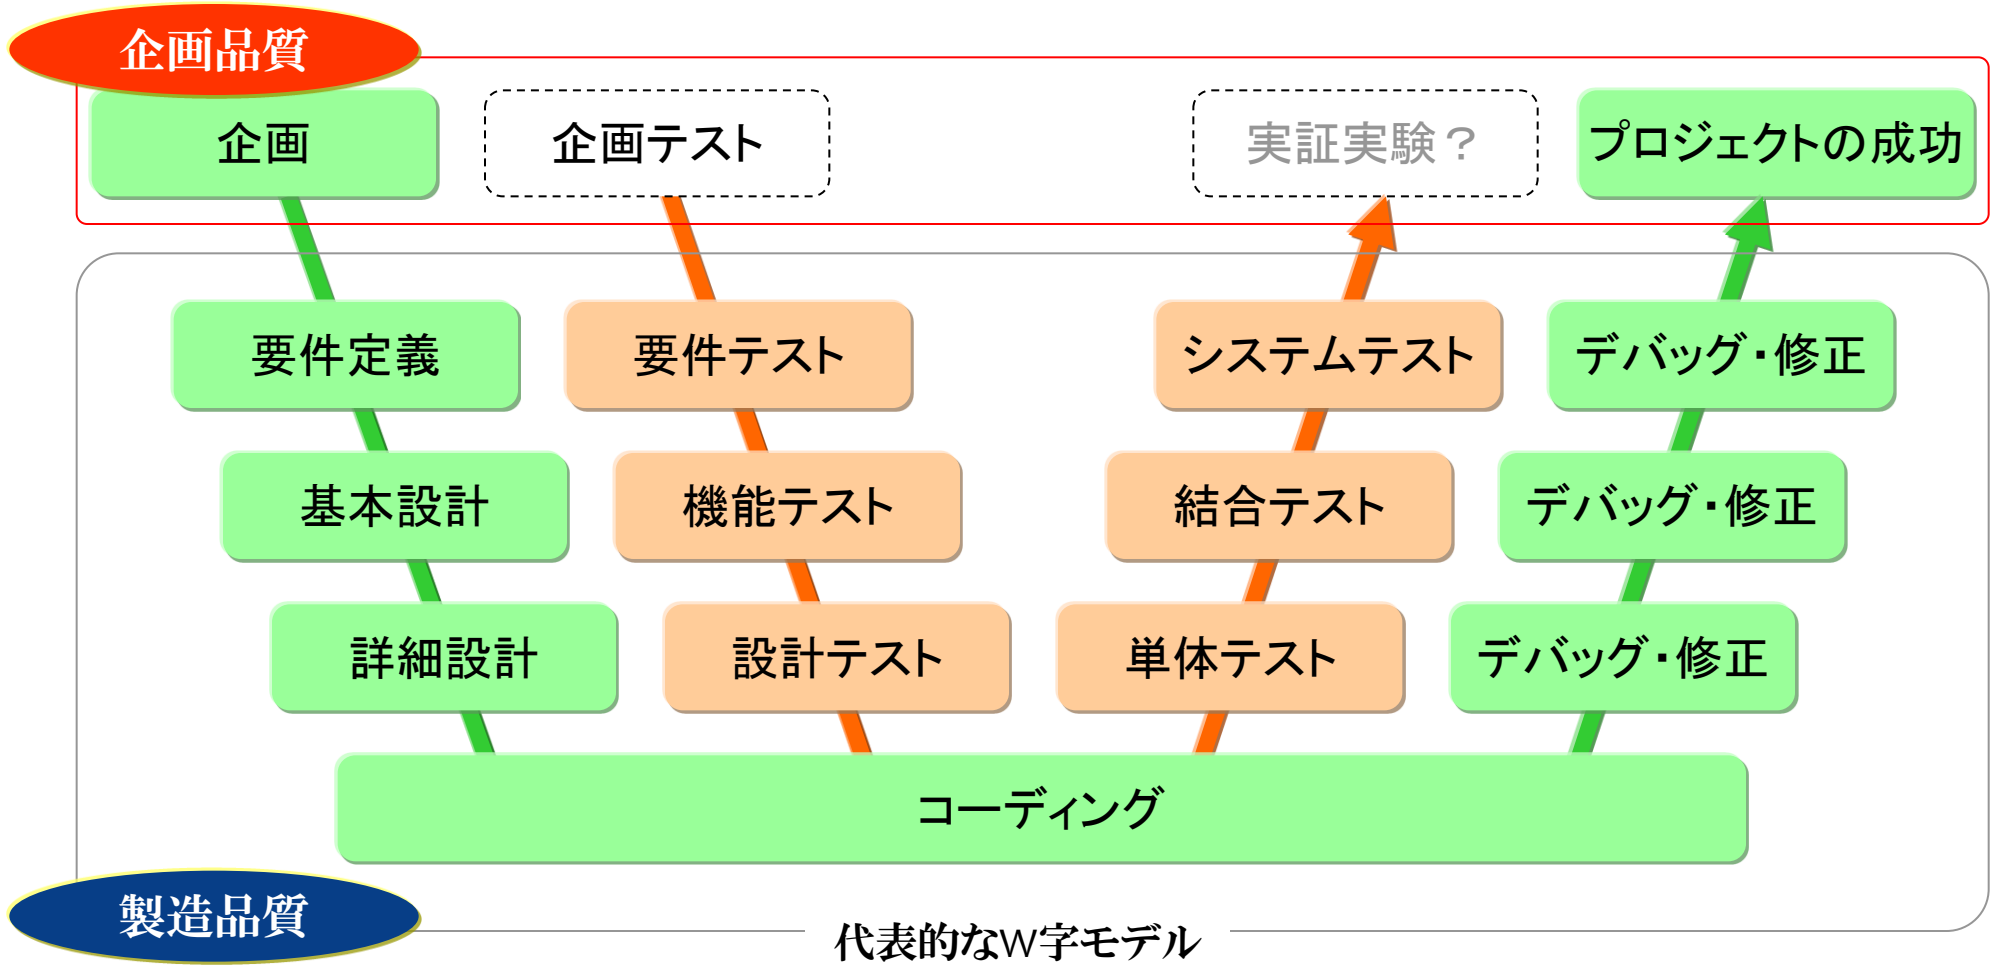 企画品質
企画
企画テスト
実証実験？
プロジェクトの成功
要件定義
要件テスト
システムテスト
デバッグ・修正
基本設計
機能テスト
結合テスト
デバッグ・修正
詳細設計
設計テスト
単体テスト
デバッグ・修正
コーディング
製造品質
代表的なW字モデル